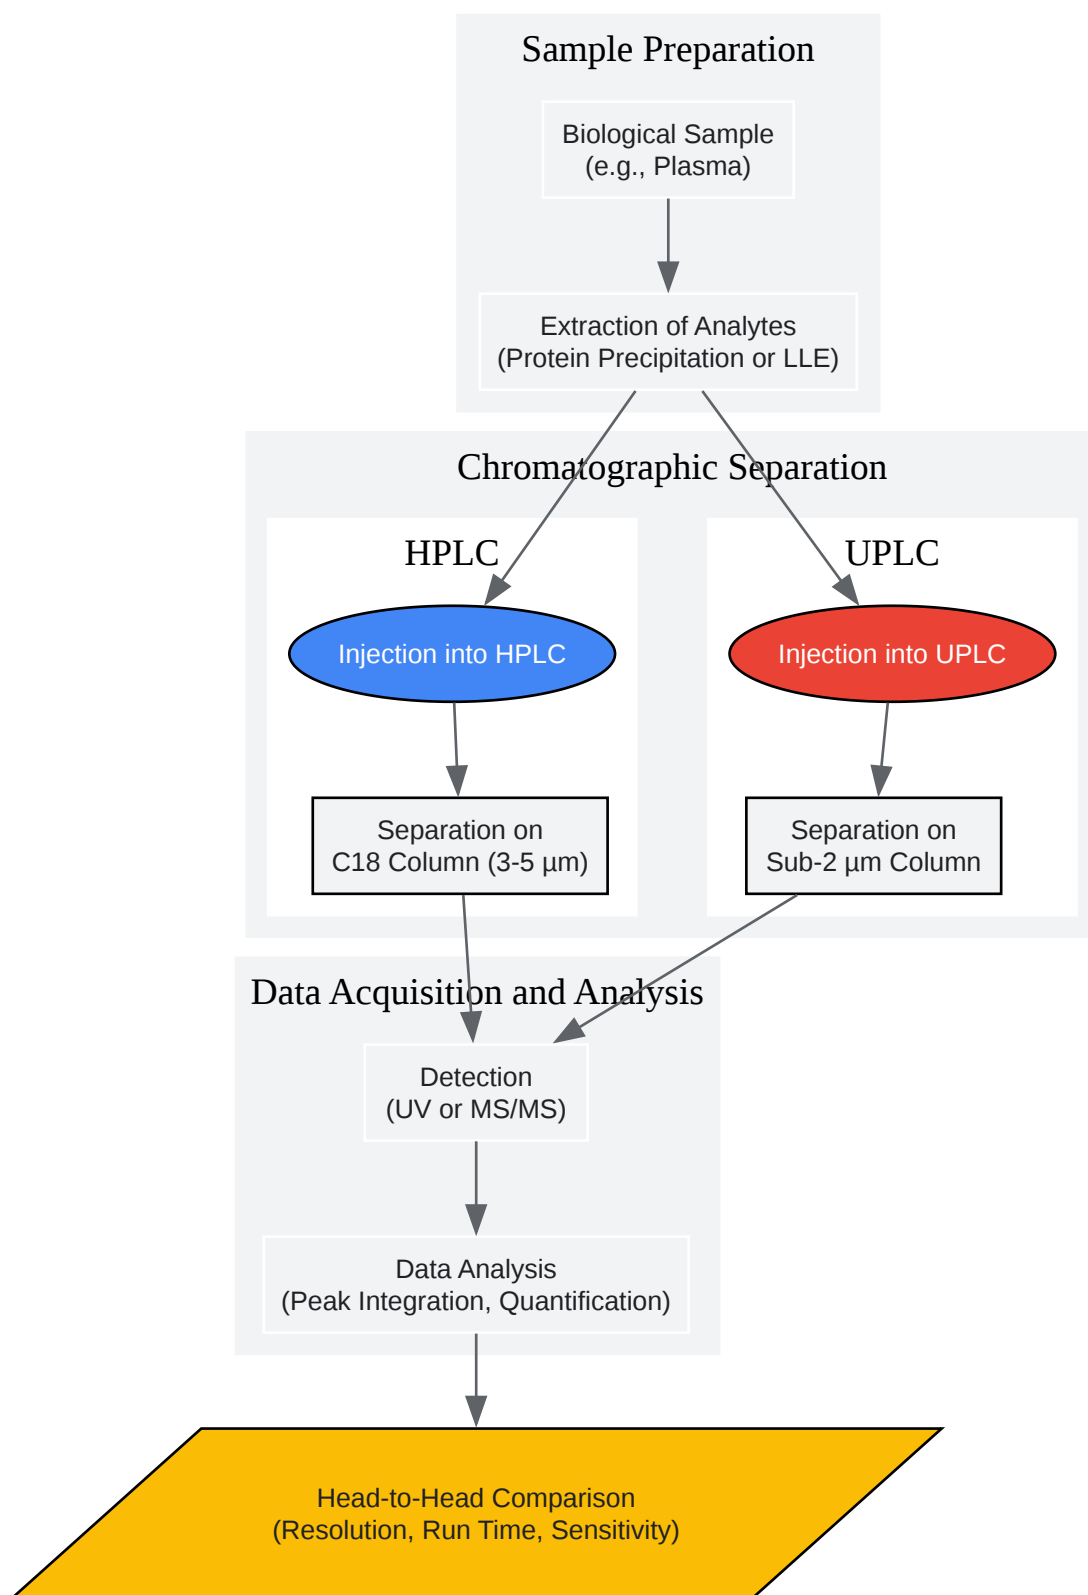 Sample Preparation
Biological Sample
(e.g., Plasma)
Extraction of Analytes
(Protein Precipitation or LLE)
Chromatographic Separation
HPLC
Injection into HPLC
Separation on
C18 Column (3-5 µm)
UPLC
Injection into UPLC
Separation on
Sub-2 µm Column
Data Acquisition and Analysis
Detection
(UV or MS/MS)
Data Analysis
(Peak Integration, Quantification)
Head-to-Head Comparison
(Resolution, Run Time, Sensitivity)